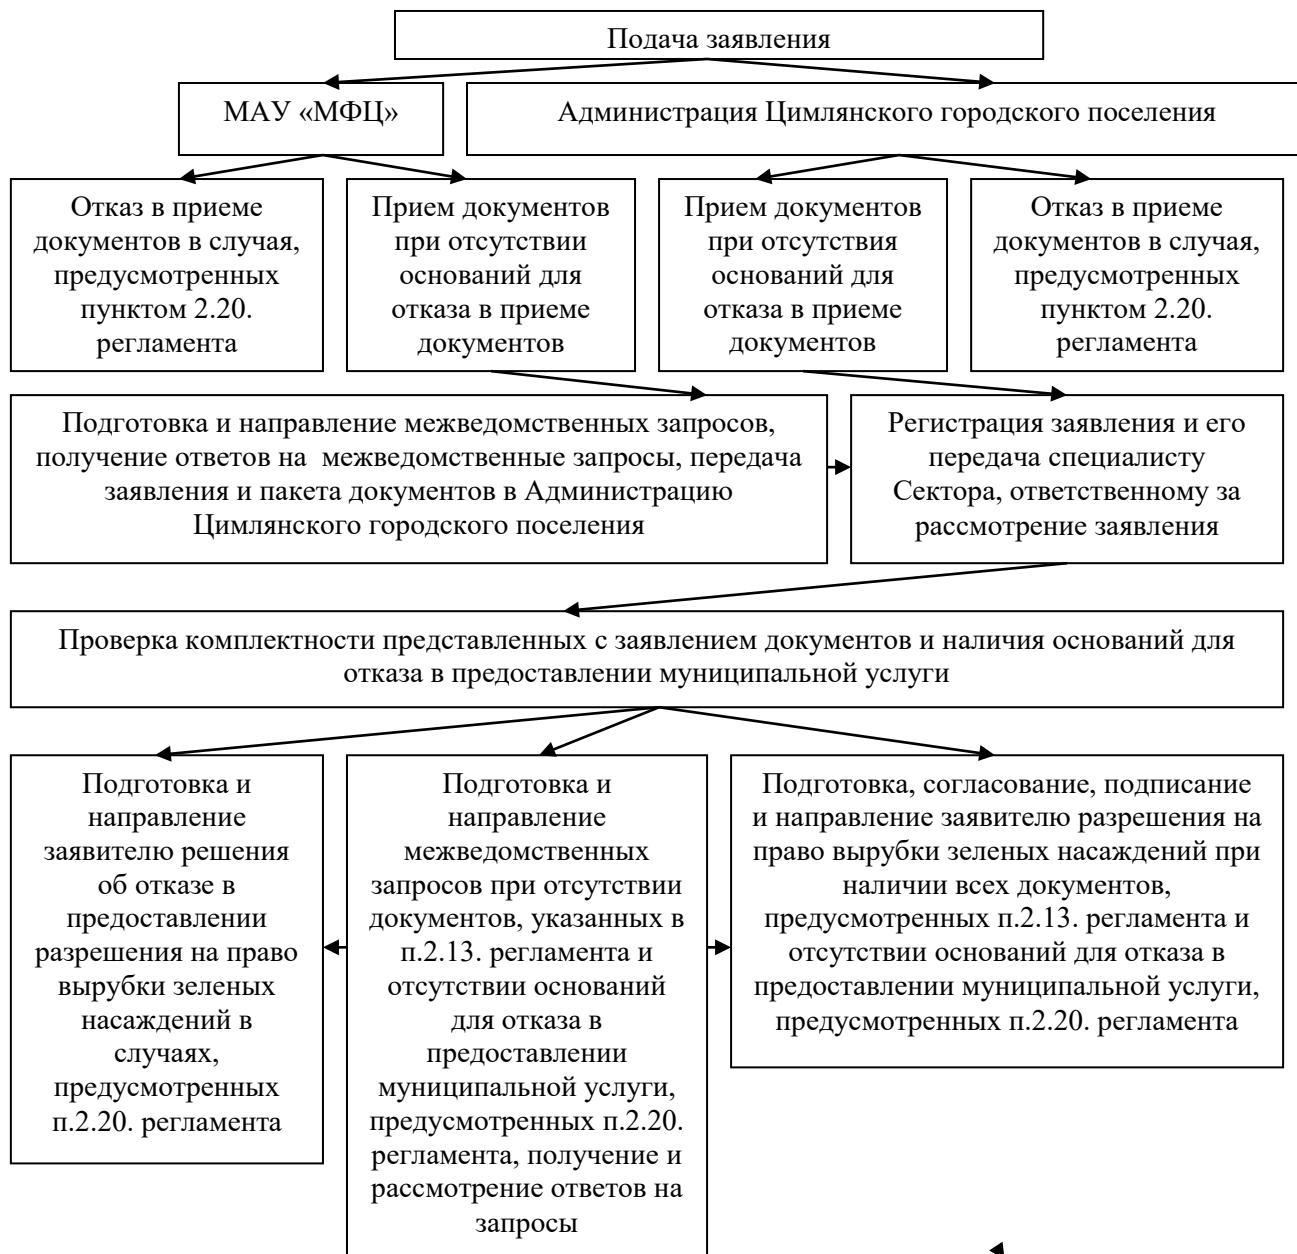 Подача заявления
МАУ «МФЦ»
Администрация Цимлянского городского поселения
Отказ в приеме
документов в случая,
предусмотренных
пунктом 2.20.
регламента
Прием документов
при отсутствии
оснований для
отказа в приеме
документов
Прием документов
при отсутствия
оснований для
отказа в приеме
документов
Отказ в приеме
документов в случая,
предусмотренных
пунктом 2.20.
регламента
Подготовка и направление межведомственных запросов,
получение ответов на межведомственные запросы, передача
заявления и пакета документов в Администрацию
Цимлянского городского поселения
Регистрация заявления и его
передача специалисту
Сектора, ответственному за
рассмотрение заявления
Проверка комплектности представленных с заявлением документов и наличия оснований для
отказа в предоставлении муниципальной услуги
Подготовка и
направление
заявителю решения
об отказе в
предоставлении
разрешения на право
вырубки зеленых
насаждений в
случаях,
предусмотренных
п.2.20. регламента
Подготовка и
направление
межведомственных
запросов при отсутствии
документов, указанных в
п.2.13. регламента и
отсутствии оснований
для отказа в
предоставлении
муниципальной услуги,
предусмотренных п.2.20.
регламента, получение и
рассмотрение ответов на
запросы
Подготовка, согласование, подписание
и направление заявителю разрешения на
право вырубки зеленых насаждений при
наличии всех документов,
предусмотренных п.2.13. регламента и
отсутствии оснований для отказа в
предоставлении муниципальной услуги,
предусмотренных п.2.20. регламента